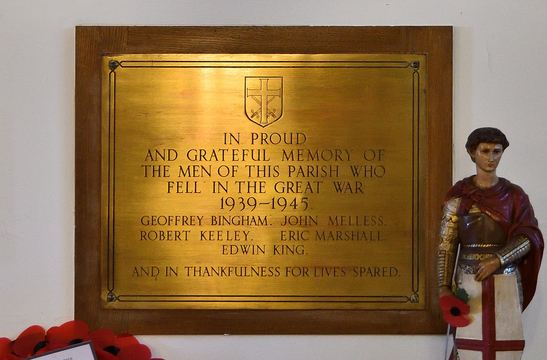 IN PROUD
AND GRATEFUL MEMORY OF
THE MEN OF THIS PARISH WHO
FELL IN THE GREAT WAR
1939–1945.
GEOFFREY BINGHAM. JOHN MELLESS.
ROBERT KEELEY. ERIC MARSHALL.
EDWIN KING.
AND IN THANKFULNESS FOR LIVES SPARED.